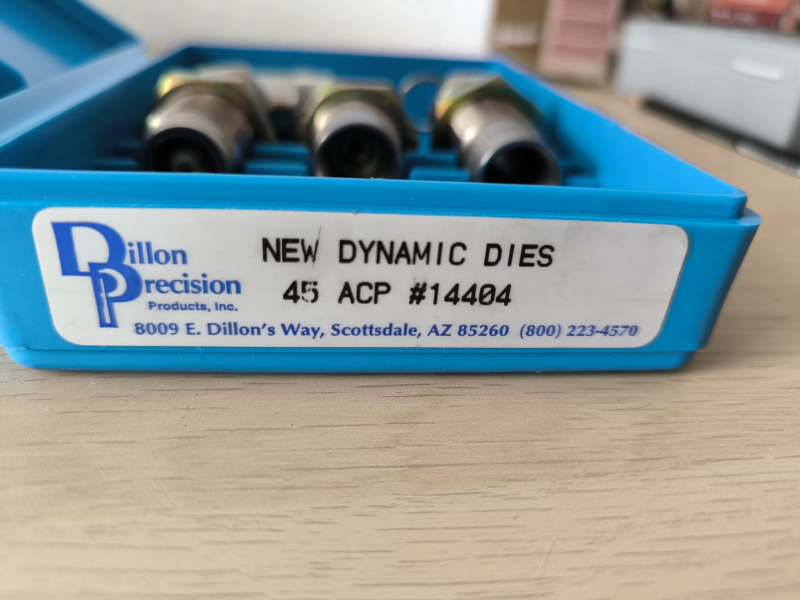 Dillon
Precision
Products, Inc.
NEW DYNAMIC DIES
45 ACP #14404
8009 E. Dillon's Way, Scottsdale, AZ 85260 (800) 223-4570